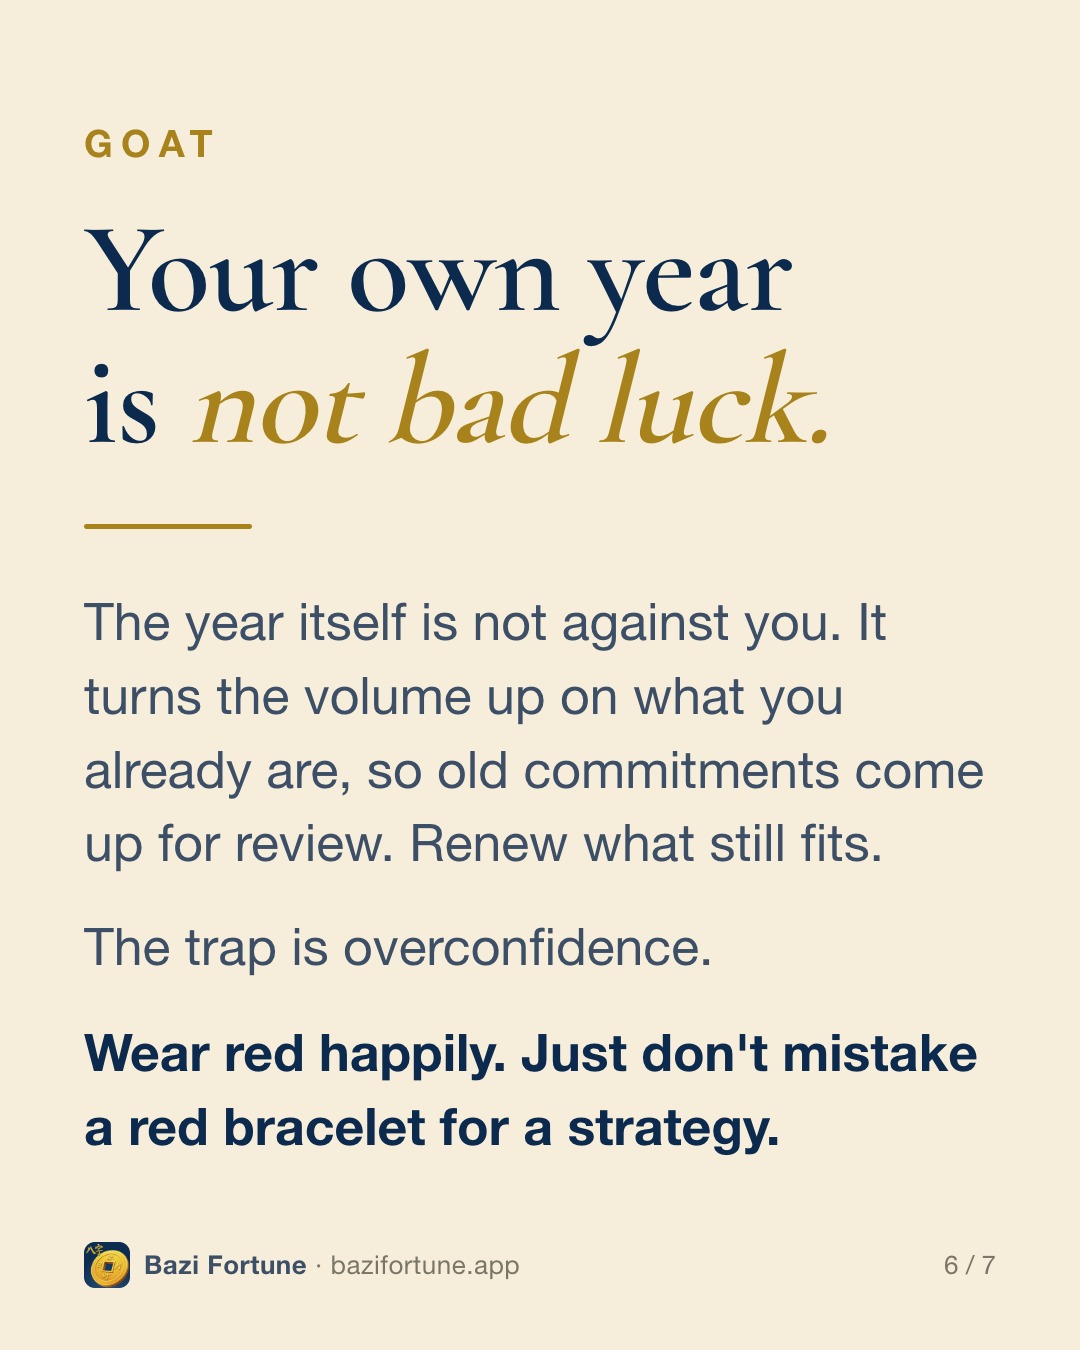 GOAT
Your own year
is not bad luck.
The year itself is not against you. It
turns the volume up on what you
already are, so old commitments come
up for review. Renew what still fits.
The trap is overconfidence.
Wear red happily. Just don't mistake
a red bracelet for a strategy.
八字
Bazi Fortune · bazifortune.app
6 / 7